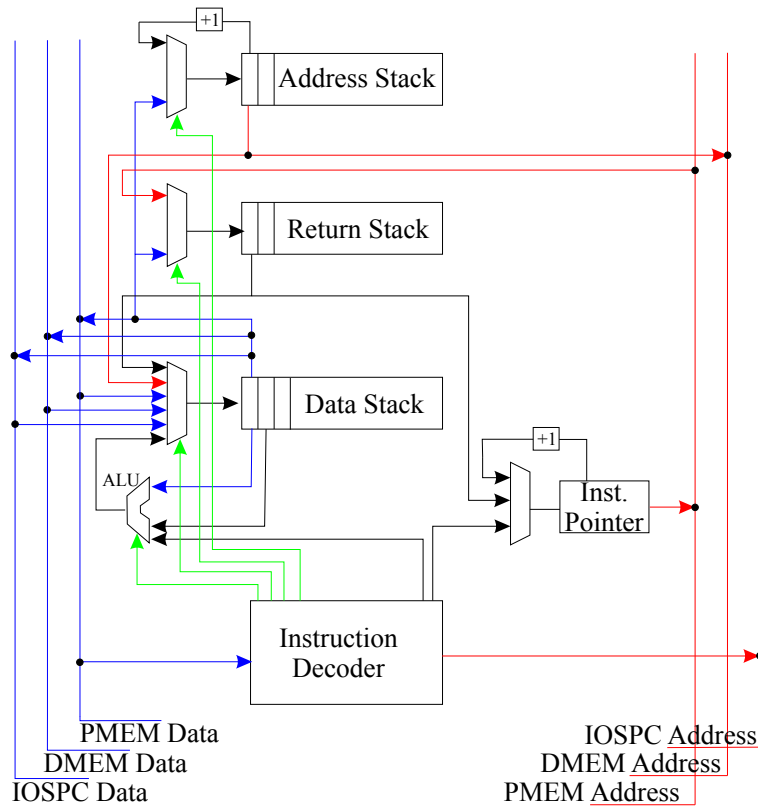 +1
Address Stack
Return Stack
Data Stack
ALU
+1
Inst.
Pointer
Instruction
Decoder
PMEM Data
DMEM Data
IOSPC Data
IOSPC Address
DMEM Address
PMEM Address